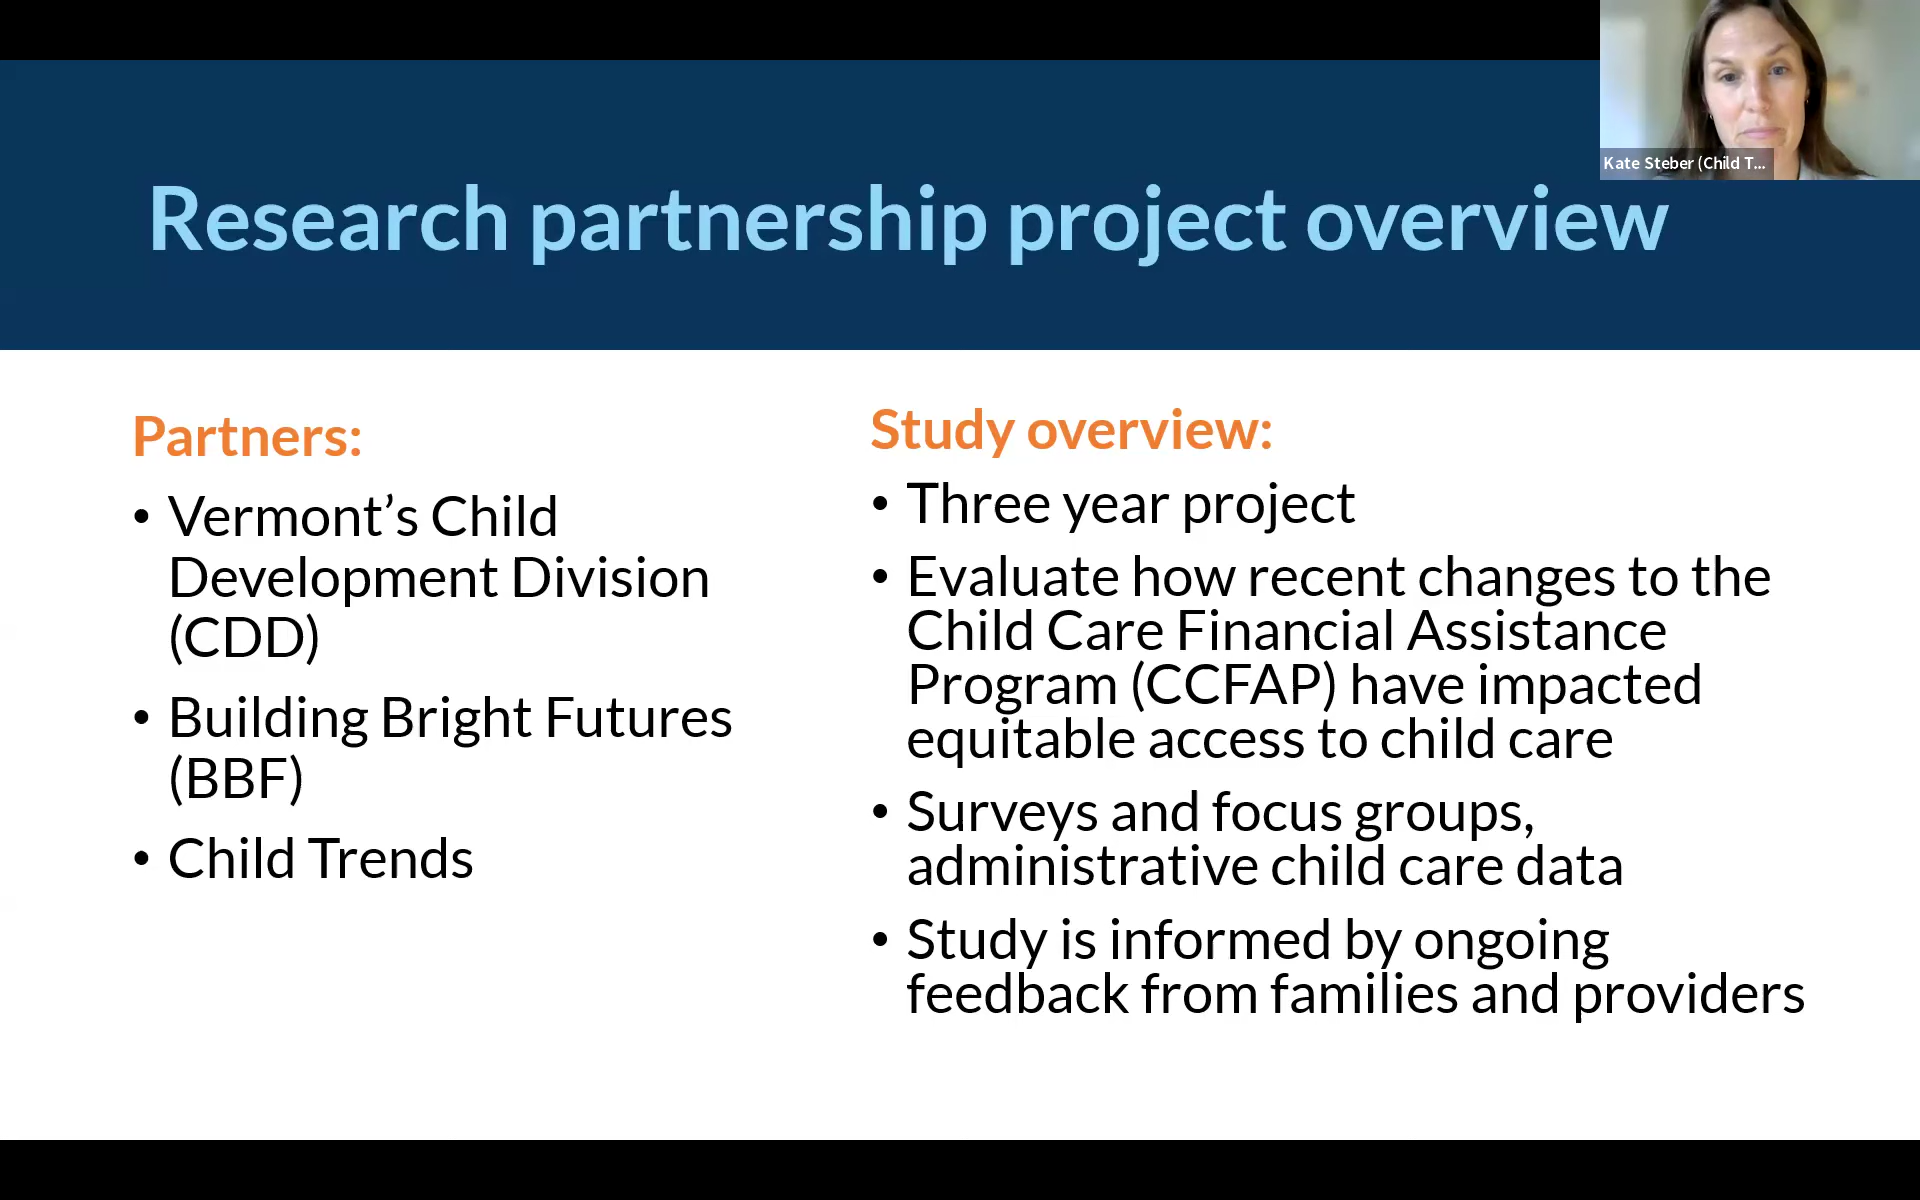 Kate Steber (Child T...
Research partnership project overview
Partners:
• Vermont’s Child
Development Division
(CDD)
• Building Bright Futures
(BBF)
• Child Trends
Study overview:
• Three year project
• Evaluate how recent changes to the
Child Care Financial Assistance
Program (CCFAP) have impacted
equitable access to child care
• Surveys and focus groups,
administrative child care data
• Study is informed by ongoing
feedback from families and providers